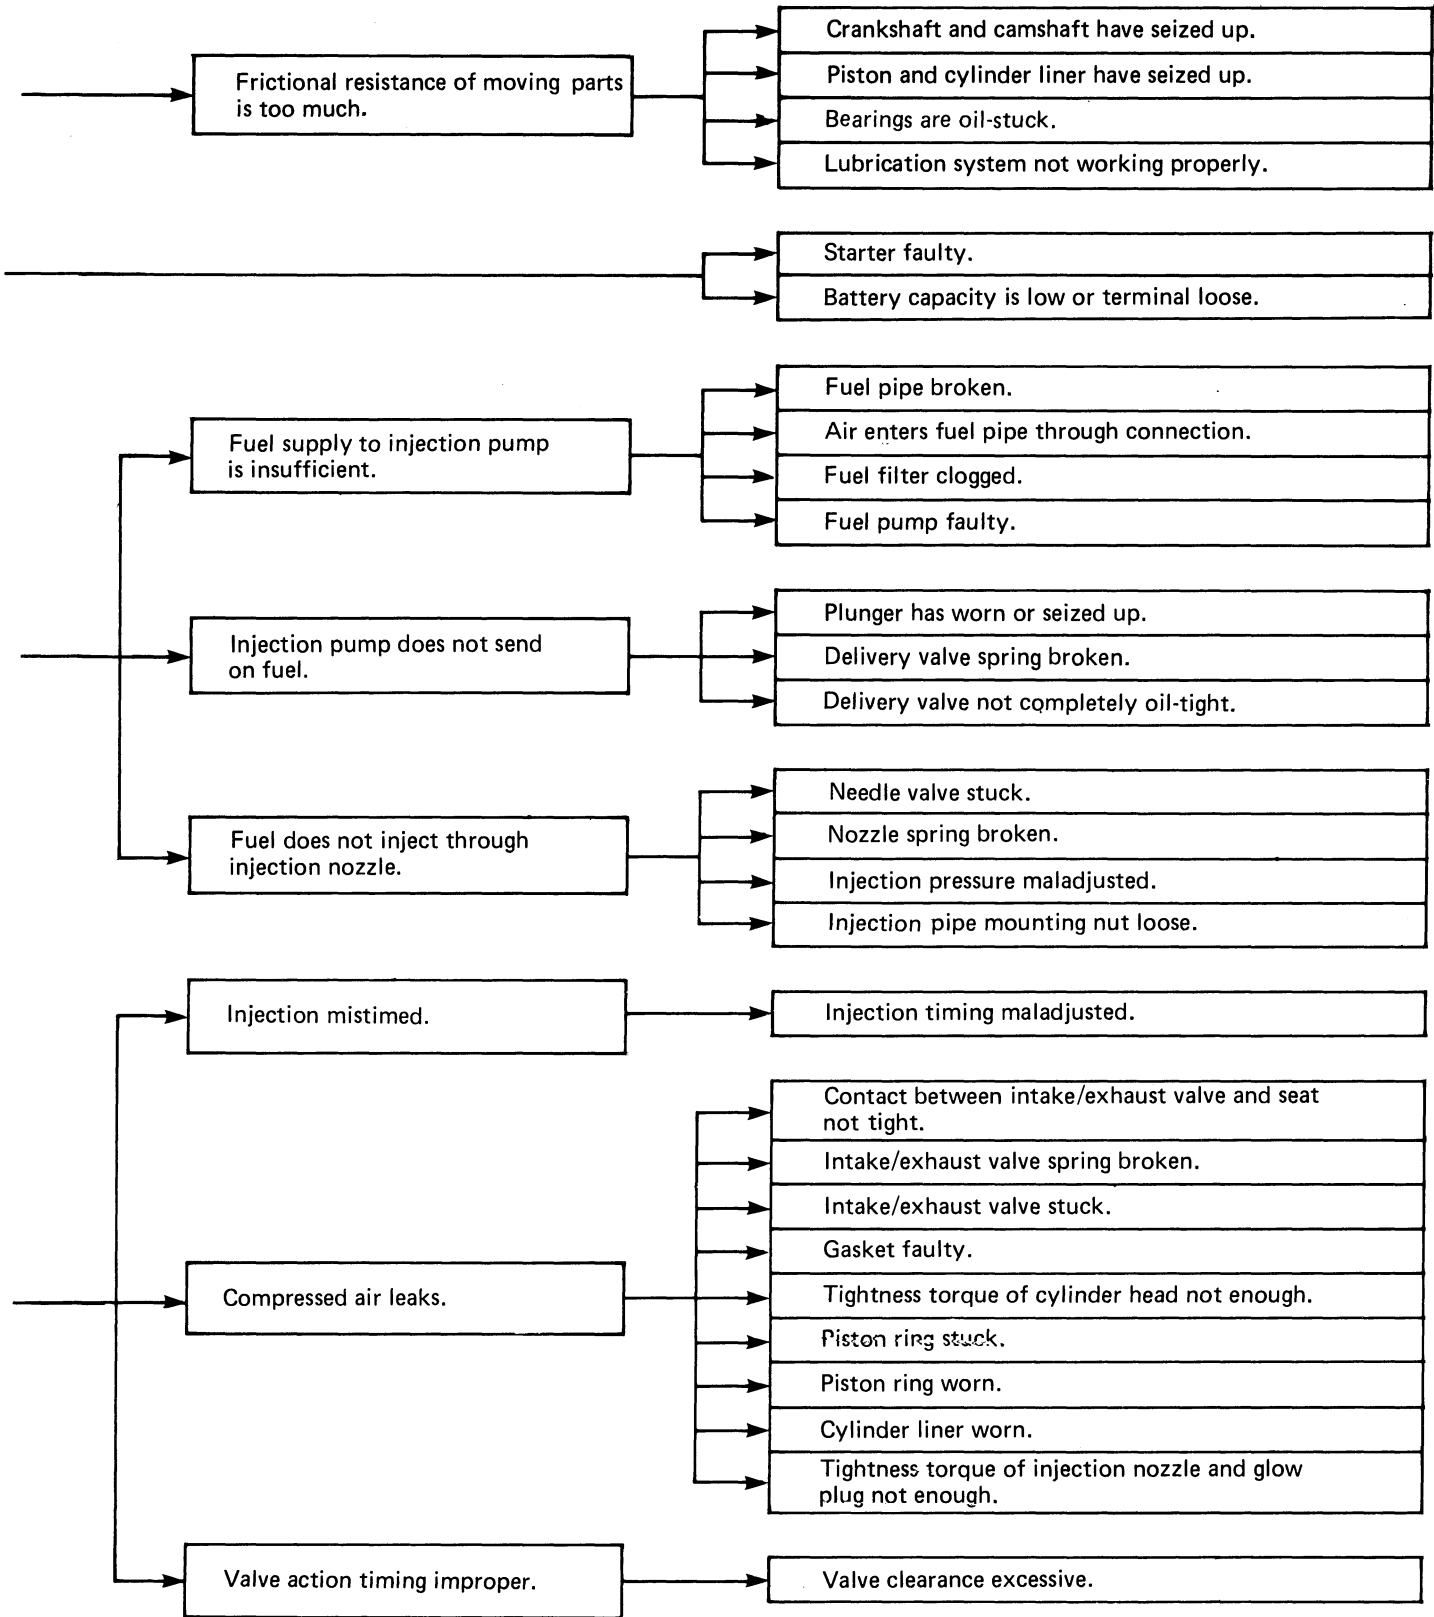 Frictional resistance of moving parts
is too much.
Crankshaft and camshaft have seized up.
Piston and cylinder liner have seized up.
Bearings are oil-stuck.
Lubrication system not working properly.
Starter faulty.
Battery capacity is low or terminal loose.
Fuel supply to injection pump
is insufficient.
Fuel pipe broken.
Air enters fuel pipe through connection.
Fuel filter clogged.
Fuel pump faulty.
Injection pump does not send
on fuel.
Plunger has worn or seized up.
Delivery valve spring broken.
Delivery valve not completely oil-tight.
Fuel does not inject through
injection nozzle.
Needle valve stuck.
Nozzle spring broken.
Injection pressure maladjusted.
Injection pipe mounting nut loose.
Injection mistimed.
Injection timing maladjusted.
Compressed air leaks.
Contact between intake/exhaust valve and seat
not tight.
Intake/exhaust valve spring broken.
Intake/exhaust valve stuck.
Gasket faulty.
Tightness torque of cylinder head not enough.
Piston ring stuck.
Piston ring worn.
Cylinder liner worn.
Tightness torque of injection nozzle and glow
plug not enough.
Valve action timing improper.
Valve clearance excessive.